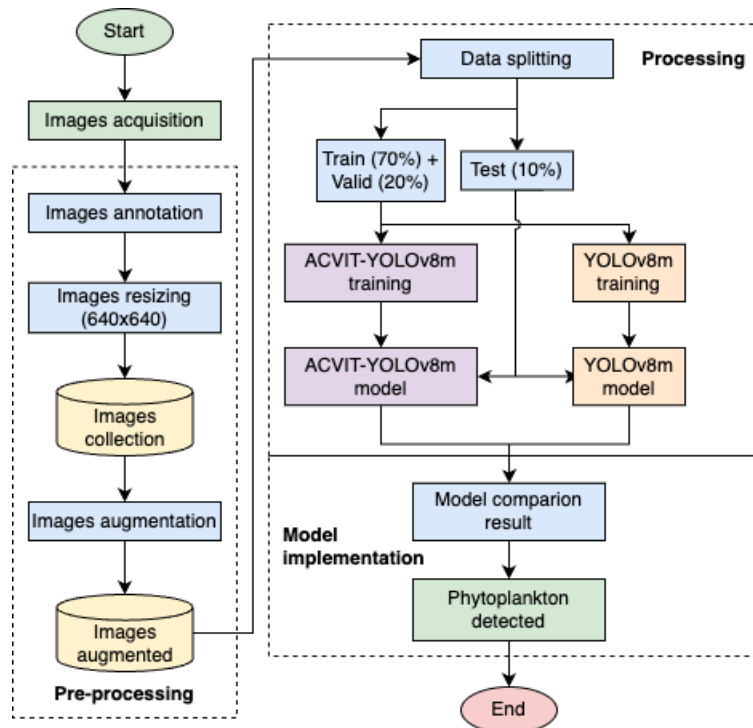 Start
Images acquisition
Images annotation
Images resizing
(640x640)
Images
collection
Images augmentation
Images
augmented
Pre-processing
Data splitting
Processing
Train (70%) +
Valid (20%)
Test (10%)
ACVIT-YOLOv8m
training
YOLOv8m
training
ACVIT-YOLOv8m
model
YOLOv8m
model
Model comparion
result
Model
implementation
Phytoplankton
detected
End